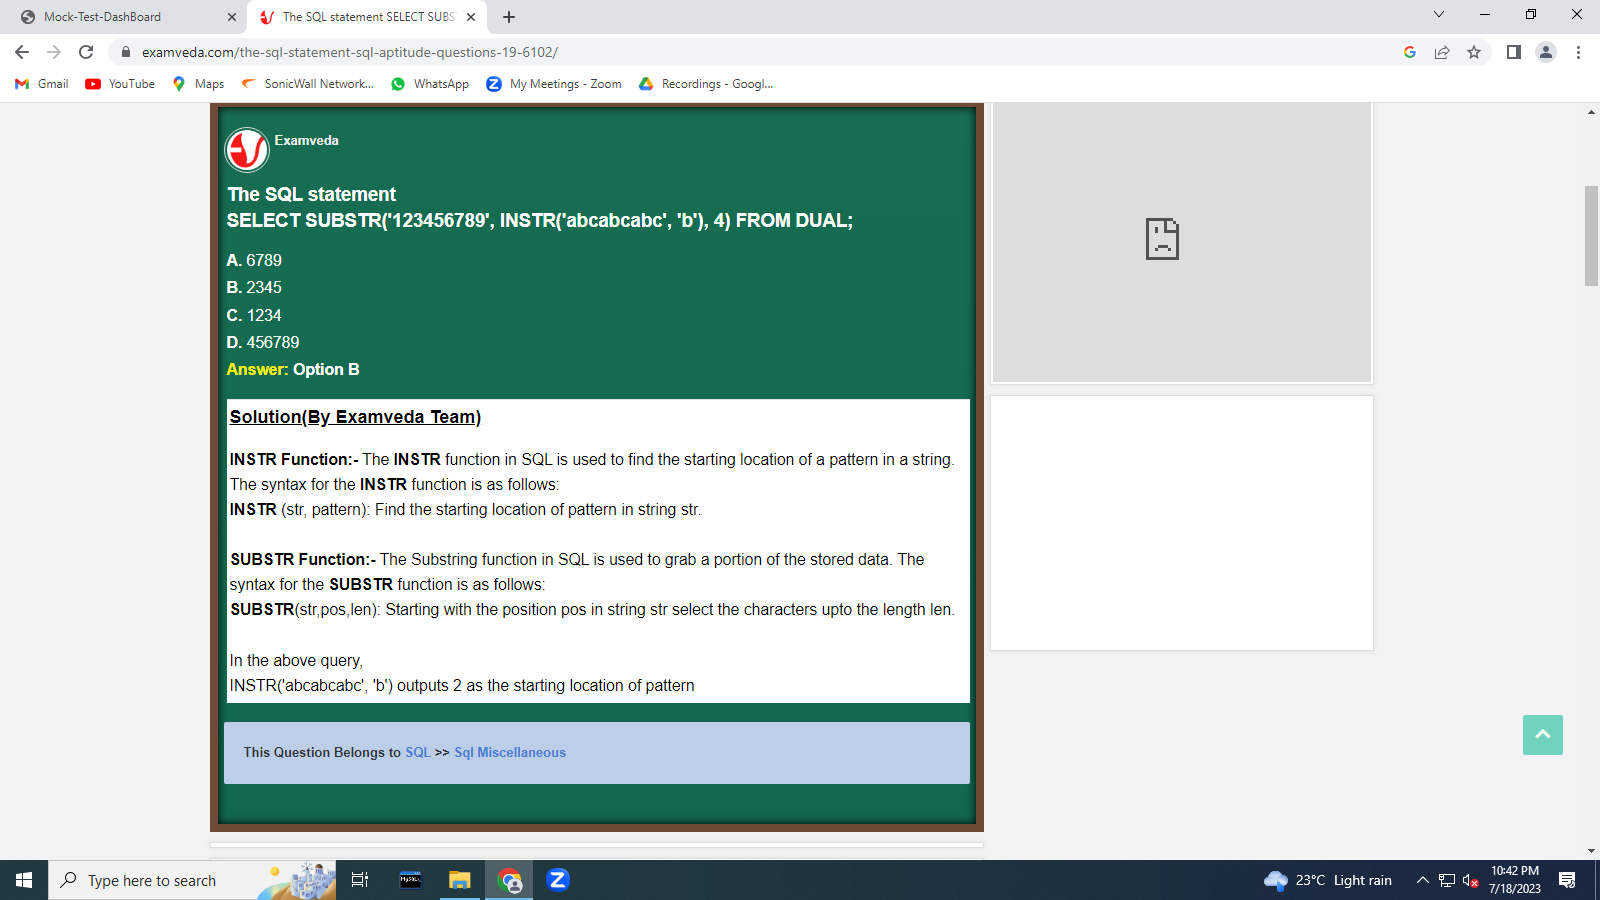 Mock-Test-DashBoard
The SQL statement SELECT SUBS
examveda.com/the-sql-statement-sql-aptitude-questions-19-6102/
Gmail
YouTube
Maps
SonicWall Network...
WhatsApp
My Meetings - Zoom
Recordings - Googl...
Examveda
The SQL statement
SELECT SUBSTR('123456789', INSTR('abcabcabc', 'b'), 4) FROM DUAL;
A. 6789
B. 2345
C. 1234
D. 456789
Answer: Option B
Solution(By Examveda Team)
INSTR Function:- The INSTR function in SQL is used to find the starting location of a pattern in a string.
The syntax for the INSTR function is as follows:
INSTR (str, pattern): Find the starting location of pattern in string str.
SUBSTR Function:- The Substring function in SQL is used to grab a portion of the stored data. The
syntax for the SUBSTR function is as follows:
SUBSTR(str,pos,len): Starting with the position pos in string str select the characters upto the length len.
In the above query,
INSTR('abcabcabc', 'b') outputs 2 as the starting location of pattern
This Question Belongs to SQL >> Sql Miscellaneous
Type here to search
MySQL
23°C Light rain
10:42 PM
7/18/2023